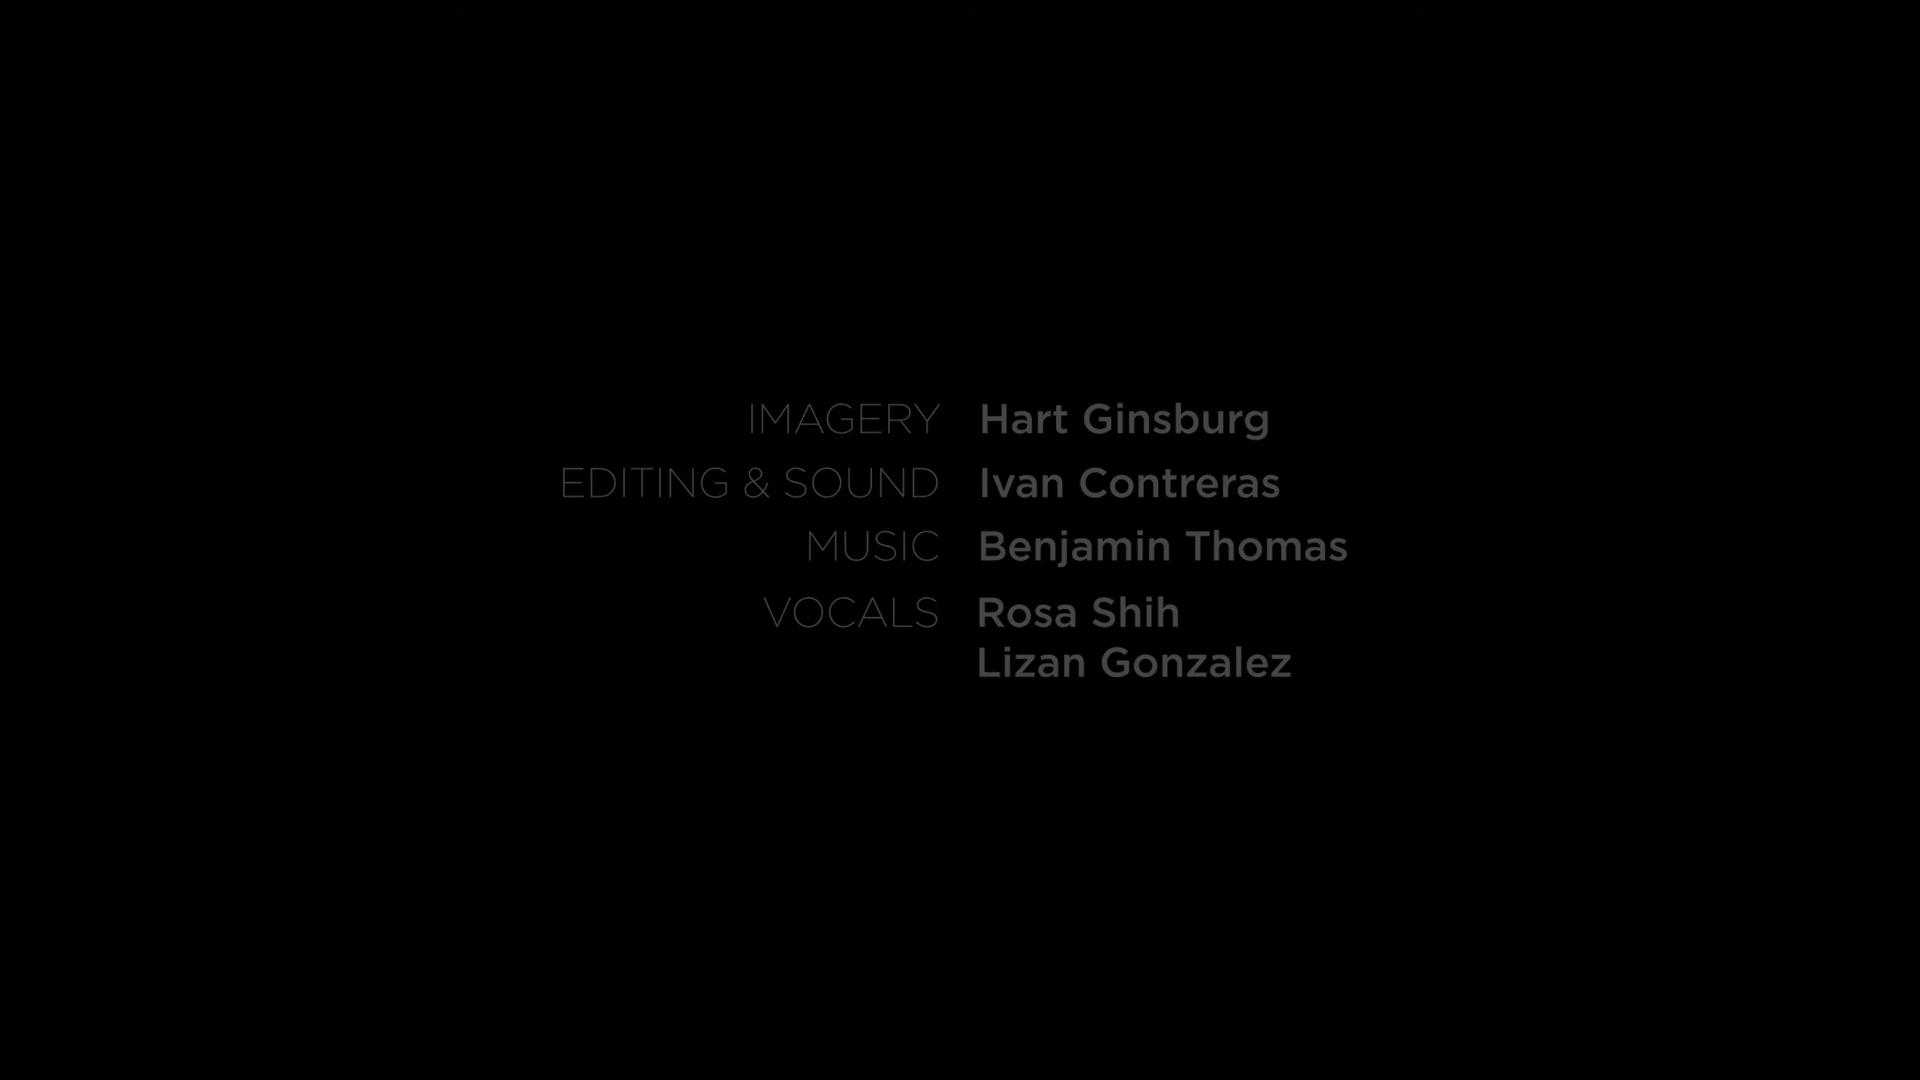 IMAGERY Hart Ginsburg
EDITING & SOUND Ivan Contreras
MUSIC Benjamin Thomas
VOCALS Rosa Shih
Lizan Gonzalez